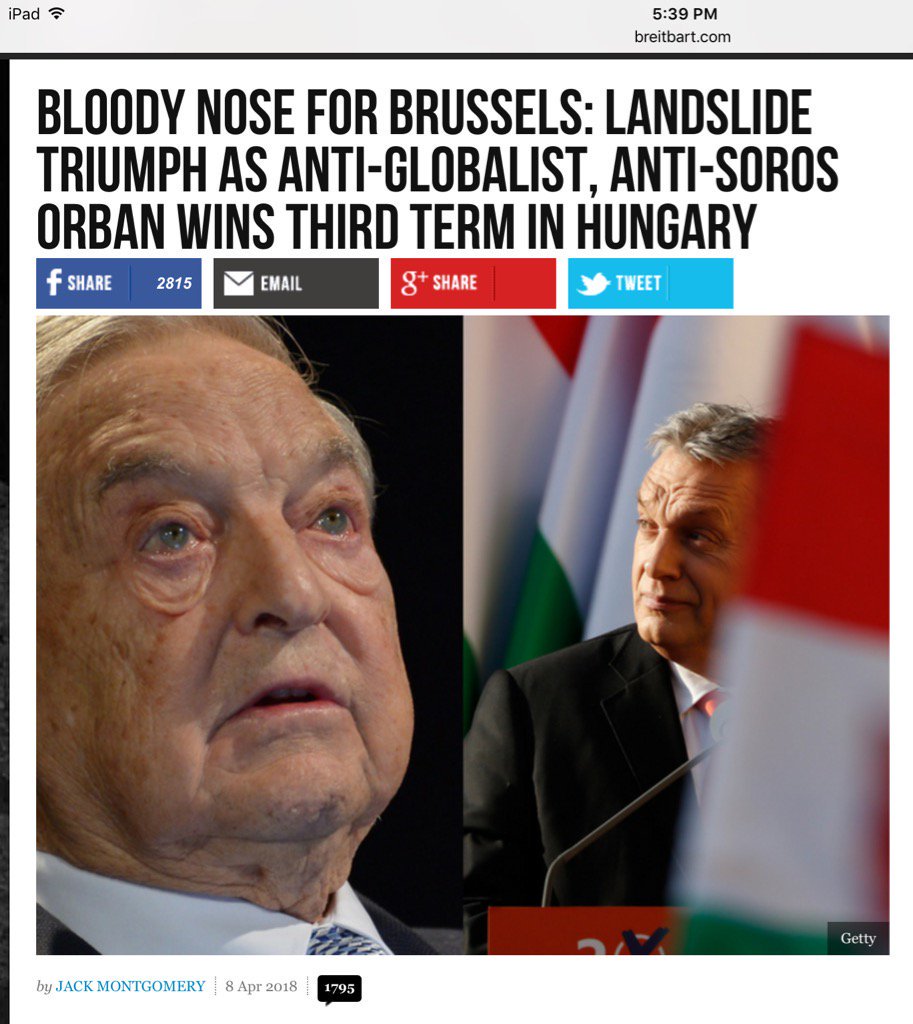 iPad 5:39 PM
breitbart.com
BLOODY NOSE FOR BRUSSELS: LANDSLIDE
TRIUMPH AS ANTI-GLOBALIST, ANTI-SOROS
ORBAN WINS THIRD TERM IN HUNGARY
f SHARE 2815 EMAIL g+ SHARE TWEET
Getty
by JACK MONTGOMERY 8 Apr 2018 1795